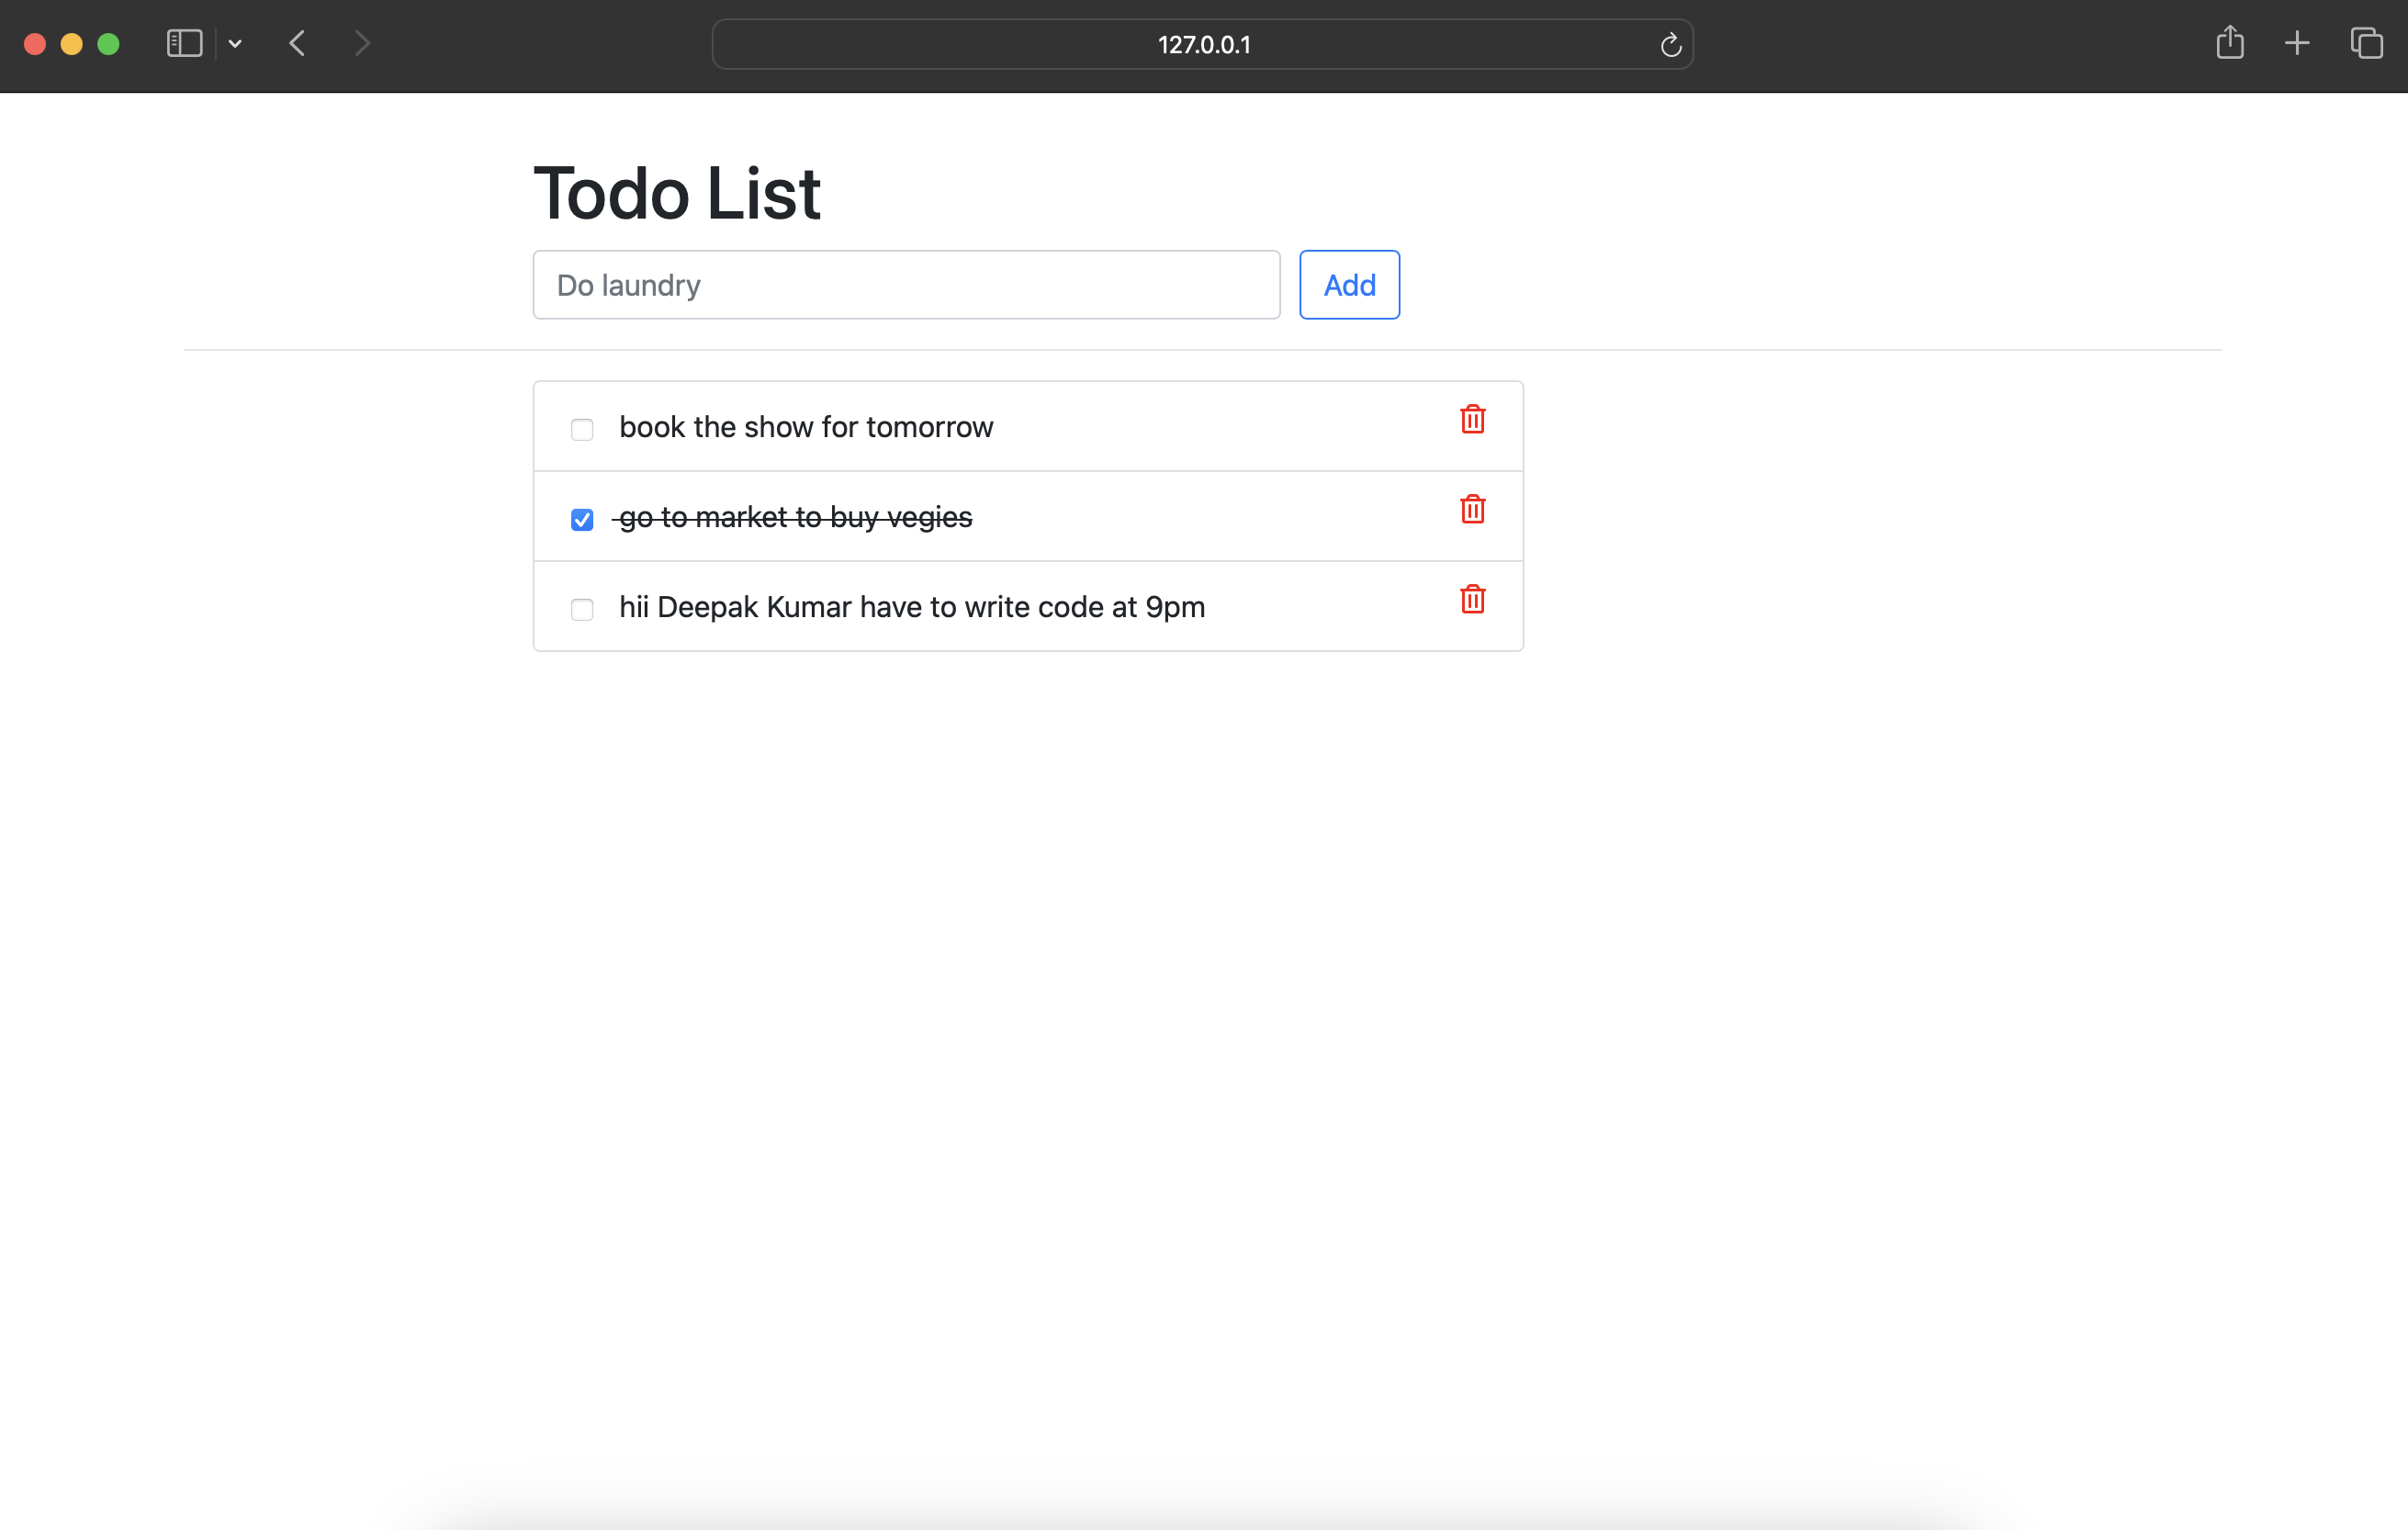 127.0.0.1
Todo List
Do laundry
Add
book the show for tomorrow
go to market to buy vegies
hii Deepak Kumar have to write code at 9pm